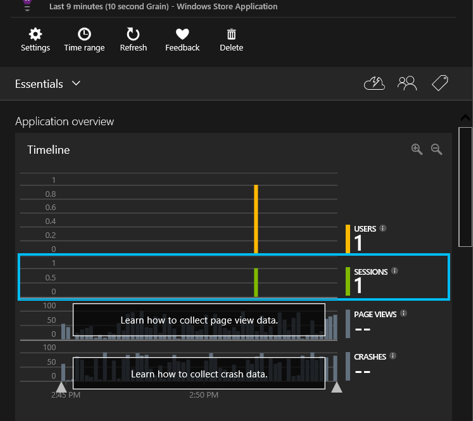 Last 9 minutes (10 second Grain) - Windows Store Application
Settings Time range Refresh Feedback Delete
Essentials
Application overview
Timeline
1
0.8
0.6
0.4
0.2
0
USERS
1
1
0.5
0
SESSIONS
1
100
50
0
Learn how to collect page view data.
PAGE VIEWS
--
100
50
0
Learn how to collect crash data.
CRASHES
--
2:45 PM 2:50 PM